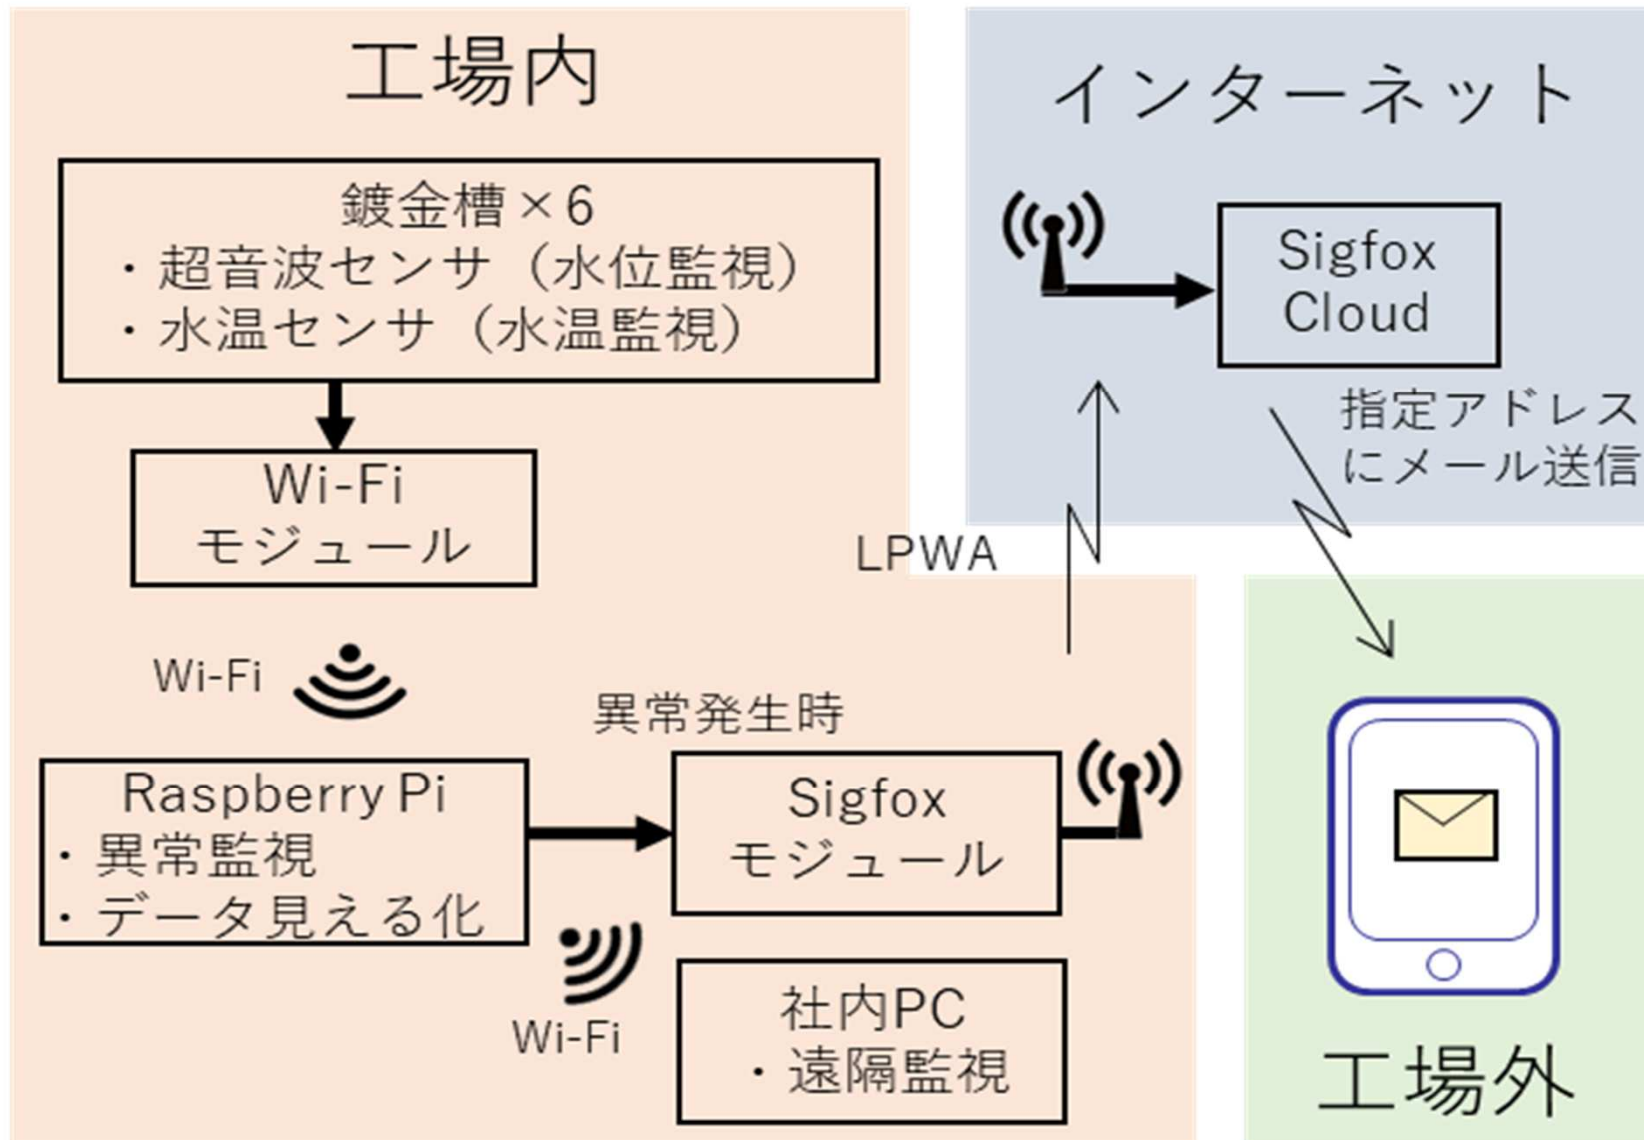 工場内
鍍金槽×6
・超音波センサ（水位監視）
・水温センサ（水温監視）
Wi-Fi
モジュール
Wi-Fi
Raspberry Pi
・異常監視
・データ見える化
異常発生時
Sigfox
モジュール
Wi-Fi
社内PC
・遠隔監視
LPWA
インターネット
Sigfox
Cloud
指定アドレス
にメール送信
工場外